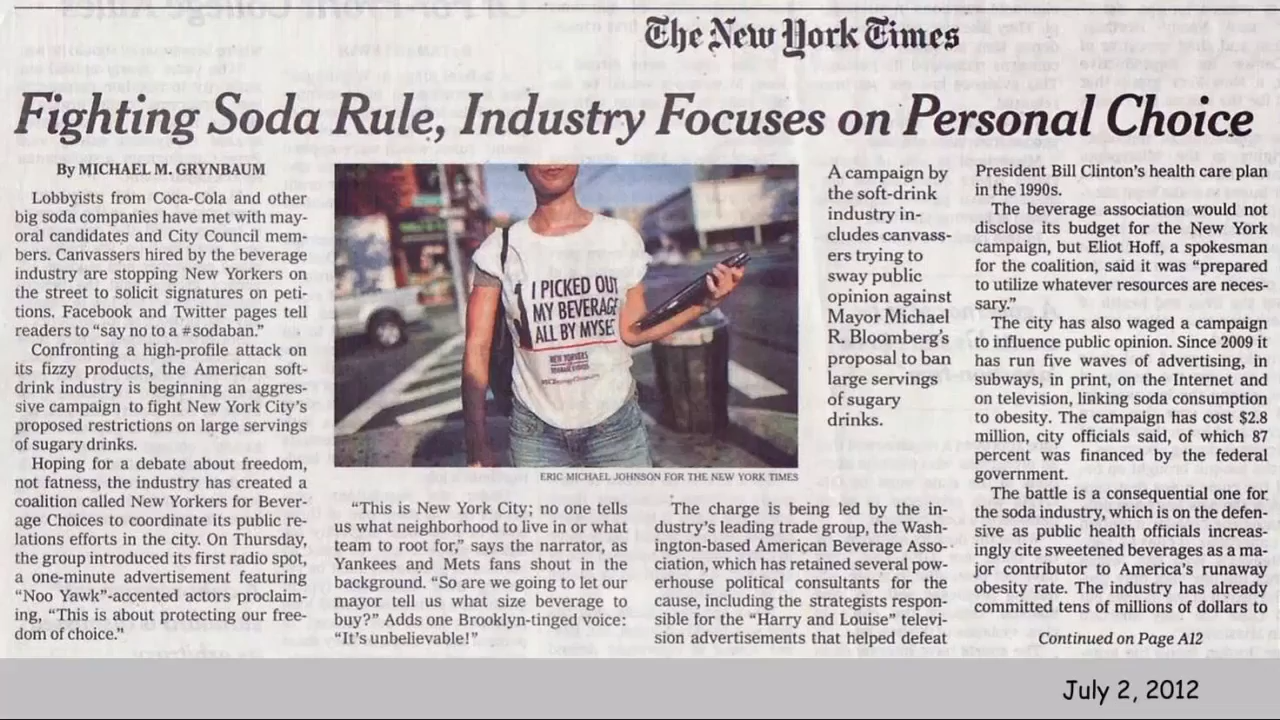 The New York Times
Fighting Soda Rule, Industry Focuses on Personal Choice
By MICHAEL M. GRYNBAUM
Lobbyists from Coca-Cola and other
big soda companies have met with may-
oral candidates and City Council mem-
bers. Canvassers hired by the beverage
industry are stopping New Yorkers on
the street to solicit signatures on peti-
tions. Facebook and Twitter pages tell
readers to “say no to a #sodaban.”
Confronting a high-profile attack on
its fizzy products, the American soft-
drink industry is beginning an aggres-
sive campaign to fight New York City’s
proposed restrictions on large servings
of sugary drinks.
Hoping for a debate about freedom,
not fatness, the industry has created a
coalition called New Yorkers for Bever-
age Choices to coordinate its public re-
lations efforts in the city. On Thursday,
the group introduced its first radio spot,
a one-minute advertisement featuring
“Noo Yawk”-accented actors proclaim-
ing, “This is about protecting our free-
dom of choice.”
I PICKED OUT
MY BEVERAGE
ALL BY MYSE
NEW YORKERS
ERIC MICHAEL JOHNSON FOR THE NEW YORK TIMES
A campaign by
the soft-drink
industry in-
cludes canvass-
ers trying to
sway public
opinion against
Mayor Michael
R. Bloomberg’s
proposal to ban
large servings
of sugary
drinks.
“This is New York City; no one tells
us what neighborhood to live in or what
team to root for,” says the narrator, as
Yankees and Mets fans shout in the
background. “So are we going to let our
mayor tell us what size beverage to
buy?” Adds one Brooklyn-tinged voice:
“It’s unbelievable!”
The charge is being led by the in-
dustry’s leading trade group, the Wash-
ington-based American Beverage Asso-
ciation, which has retained several pow-
erhouse political consultants for the
cause, including the strategists respon-
sible for the “Harry and Louise” televi-
sion advertisements that helped defeat
President Bill Clinton’s health care plan
in the 1990s.
The beverage association would not
disclose its budget for the New York
campaign, but Eliot Hoff, a spokesman
for the coalition, said it was “prepared
to utilize whatever resources are neces-
sary.”
The city has also waged a campaign
to influence public opinion. Since 2009 it
has run five waves of advertising, in
subways, in print, on the Internet and
on television, linking soda consumption
to obesity. The campaign has cost $2.8
million, city officials said, of which 87
percent was financed by the federal
government.
The battle is a consequential one for
the soda industry, which is on the defen-
sive as public health officials increas-
ingly cite sweetened beverages as a ma-
jor contributor to America’s runaway
obesity rate. The industry has already
committed tens of millions of dollars to
Continued on Page A12
July 2, 2012